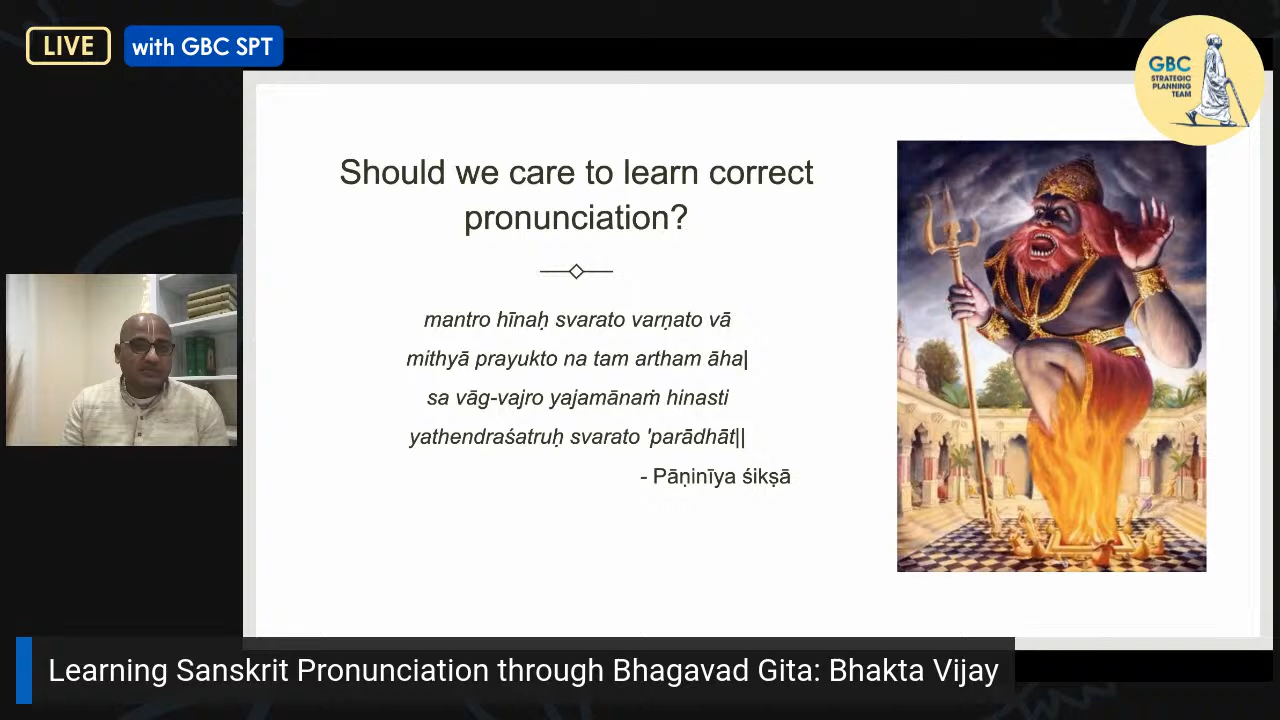 LIVE
with GBC SPT
GBC
STRATEGIC
PLANNING
TEAM
Should we care to learn correct
pronunciation?
mantro hīnaḥ svarato varṇato vā
mithyā prayukto na tam artham āha|
sa vāg-vajro yajamānaṁ hinasti
yathendraśatruḥ svarato 'parādhāt||
- Pāṇinīya śikṣā
Learning Sanskrit Pronunciation through Bhagavad Gita: Bhakta Vijay